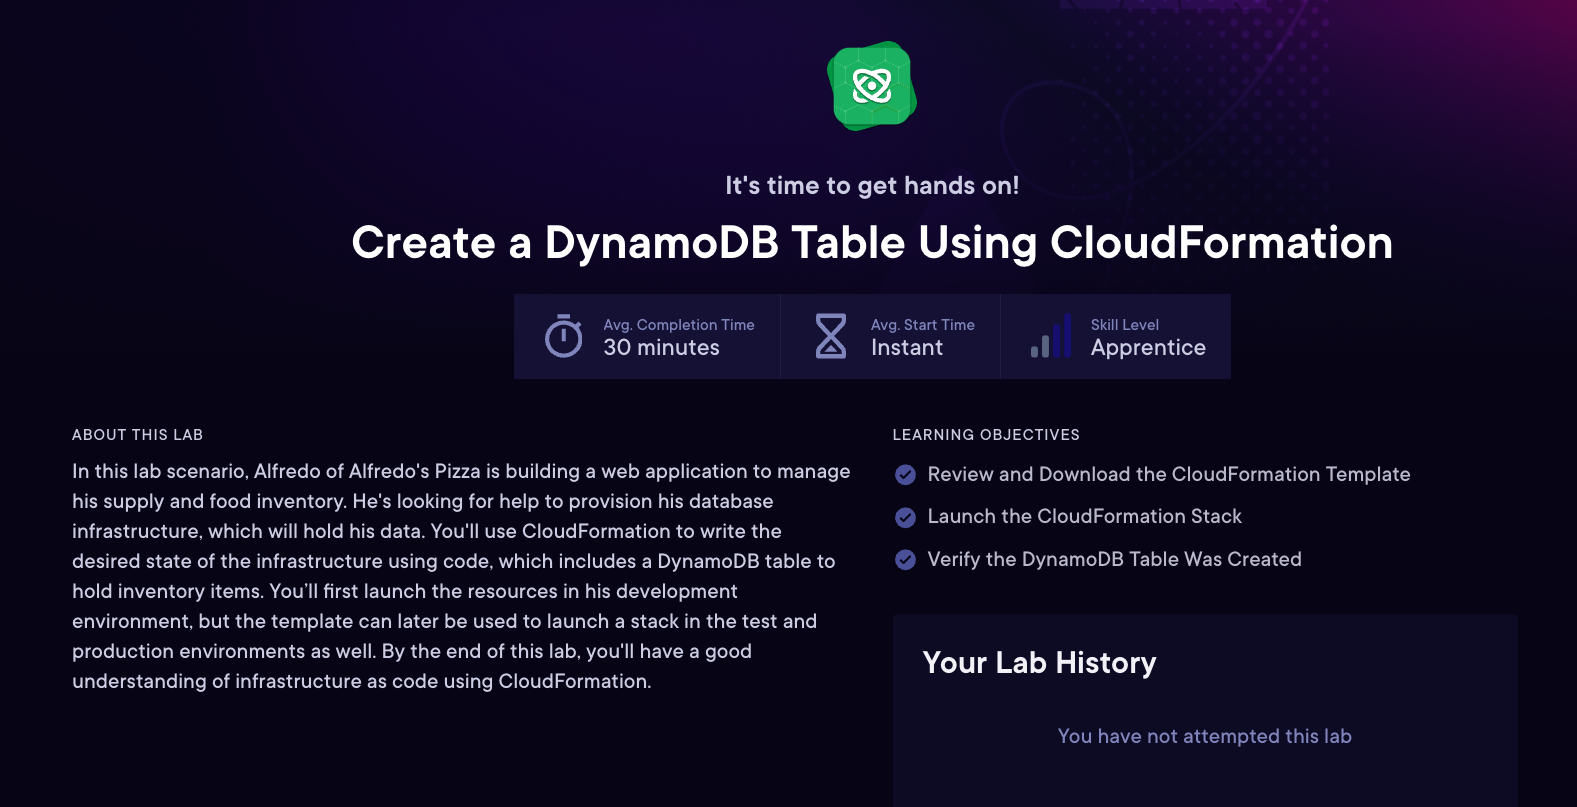 It's time to get hands on!
Create a DynamoDB Table Using CloudFormation
Avg. Completion Time
30 minutes
Avg. Start Time
Instant
Skill Level
Apprentice
ABOUT THIS LAB
In this lab scenario, Alfredo of Alfredo's Pizza is building a web application to manage
his supply and food inventory. He's looking for help to provision his database
infrastructure, which will hold his data. You'll use CloudFormation to write the
desired state of the infrastructure using code, which includes a DynamoDB table to
hold inventory items. You’ll first launch the resources in his development
environment, but the template can later be used to launch a stack in the test and
production environments as well. By the end of this lab, you'll have a good
understanding of infrastructure as code using CloudFormation.
LEARNING OBJECTIVES
Review and Download the CloudFormation Template
Launch the CloudFormation Stack
Verify the DynamoDB Table Was Created
Your Lab History
You have not attempted this lab